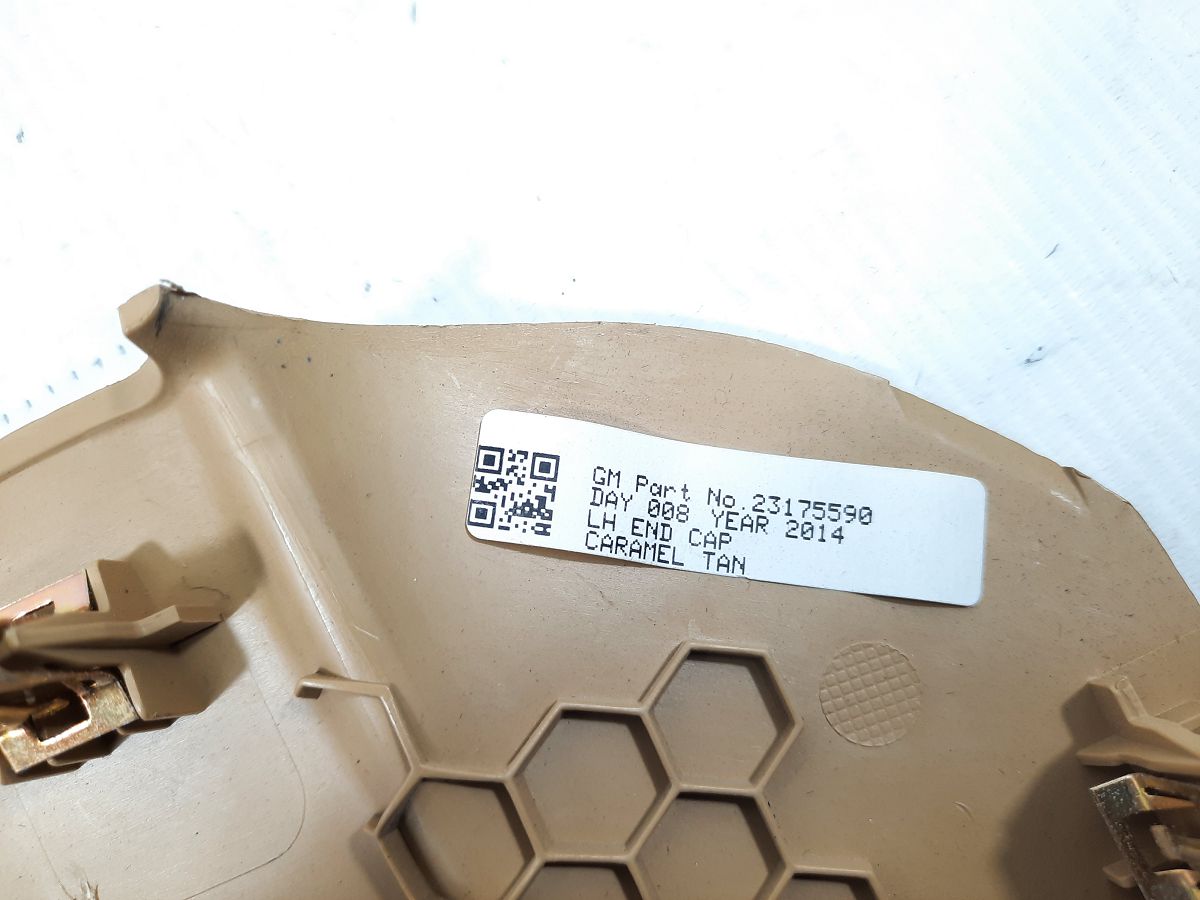 GM Part No.23175590
DAY 008 YEAR 2014
LH END CAP
CARAMEL TAN